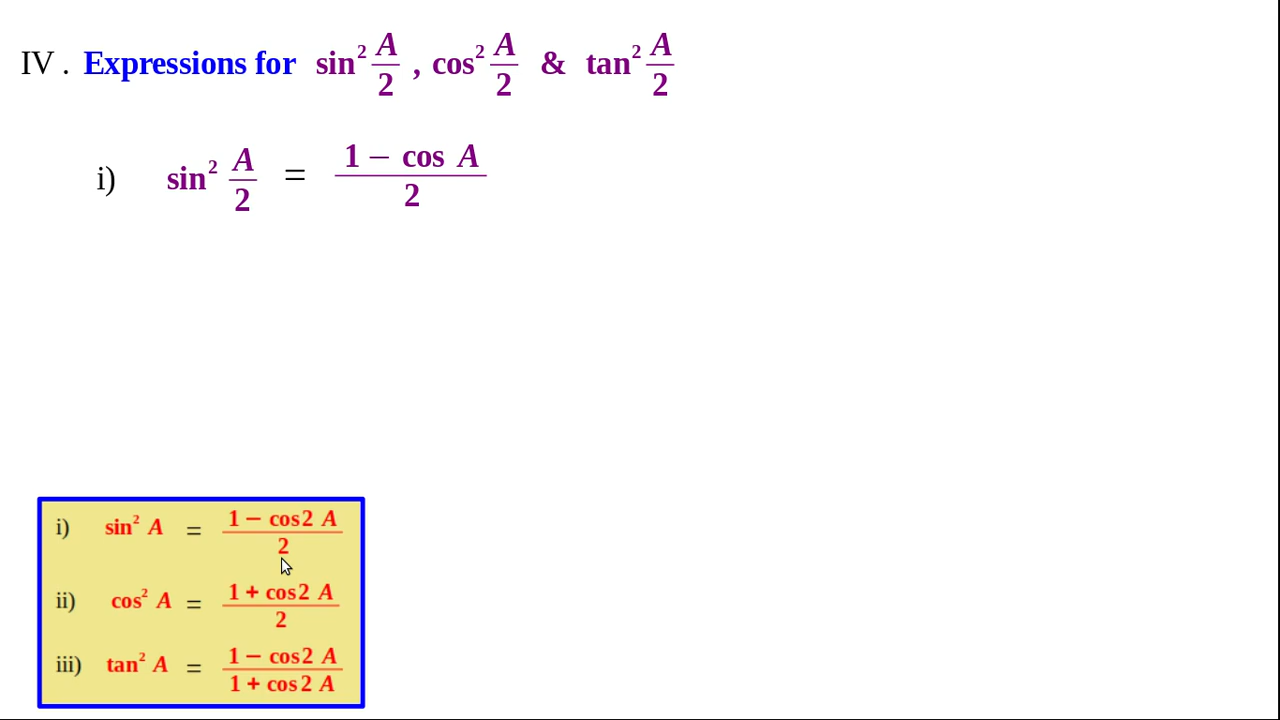 IV . Expressions for sin² A/2 , cos² A/2 & tan² A/2
i) sin² A/2 = (1 − cos A)/2
i) sin² A = (1 − cos2 A)/2
ii) cos² A = (1 + cos2 A)/2
iii) tan² A = (1 − cos2 A)/(1 + cos2 A)